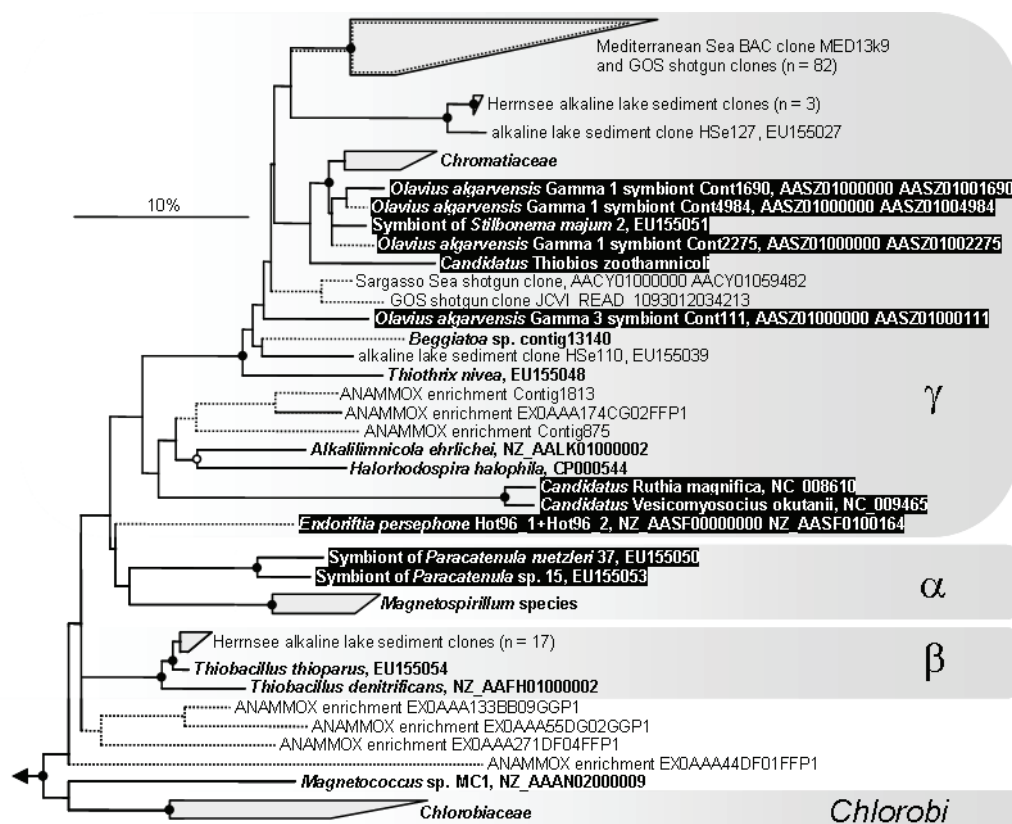 Mediterranean Sea BAC clone MED13k9
and GOS shotgun clones (n = 82)
Herrnsee alkaline lake sediment clones (n = 3)
alkaline lake sediment clone HSe127, EU155027
Chromatiaceae
10%
Olavius algarvensis Gamma 1 symbiont Cont1690, AASZ01000000 AASZ01001690
Olavius algarvensis Gamma 1 symbiont Cont4984, AASZ01000000 AASZ01004984
Symbiont of Stilbonema majum 2, EU155051
Olavius algarvensis Gamma 1 symbiont Cont2275, AASZ01000000 AASZ01002275
Candidatus Thiobios zoothamnicoli
Sargasso Sea shotgun clone, AACY01000000 AACY01059482
GOS shotgun clone JCVI_READ_1093012034213
Olavius algarvensis Gamma 3 symbiont Cont111, AASZ01000000 AASZ01000111
Beggiatoa sp. contig13140
alkaline lake sediment clone HSe110, EU155039
Thiothrix nivea, EU155048
ANAMMOX enrichment Contig1813
γ
ANAMMOX enrichment EX0AAA174CG02FFP1
ANAMMOX enrichment Contig875
Alkalilimnicola ehrlichei, NZ_AALK01000002
Halorhodospira halophila, CP000544
Candidatus Ruthia magnifica, NC_008610
Candidatus Vesicomyosocius okutanii, NC_009465
Endoriftia persephone Hot96_1+Hot96_2, NZ_AASF00000000 NZ_AASF0100164
Symbiont of Paracatenula ruetzleri 37, EU155050
Symbiont of Paracatenula sp. 15, EU155053
α
Magnetospirillum species
Herrnsee alkaline lake sediment clones (n = 17)
β
Thiobacillus thioparus, EU155054
Thiobacillus denitrificans, NZ_AAFH01000002
ANAMMOX enrichment EX0AAA133BB09GGP1
ANAMMOX enrichment EX0AAA55DG02GGP1
ANAMMOX enrichment EX0AAA271DF04FFP1
ANAMMOX enrichment EX0AAA44DF01FFP1
Magnetococcus sp. MC1, NZ_AAAN02000009
Chlorobiaceae
Chlorobi